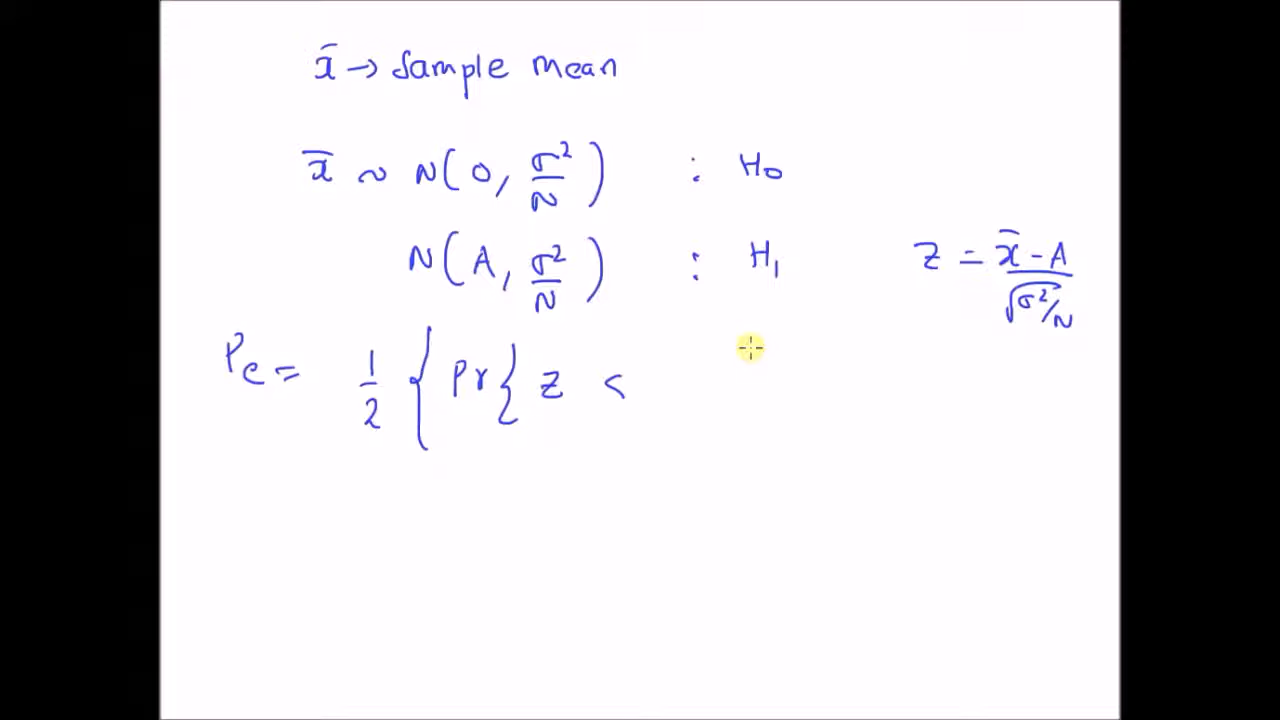 x̄ → Sample mean
x̄ ~ N(0, σ²/N) : H₀
N(A, σ²/N) : H₁
z = (x̄ - A)/√(σ²/N)
Pe = 1/2 { Pr{ z <